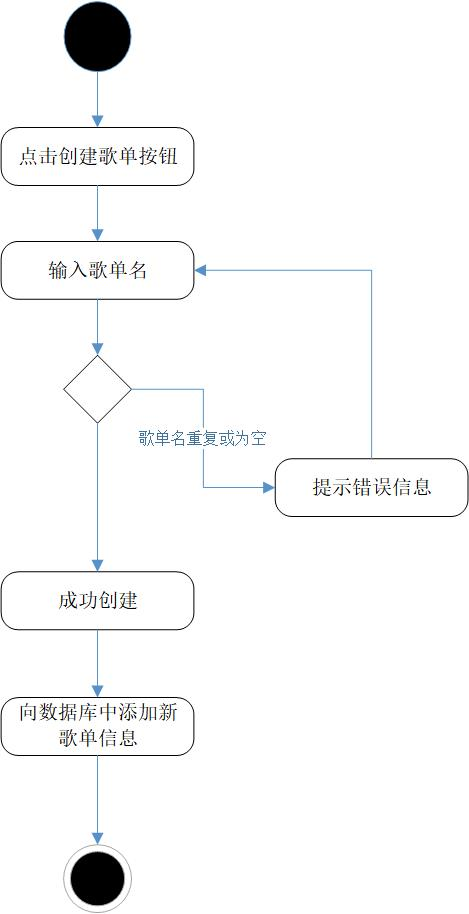 点击创建歌单按钮
输入歌单名
歌单名重复或为空
提示错误信息
成功创建
向数据库中添加新
歌单信息